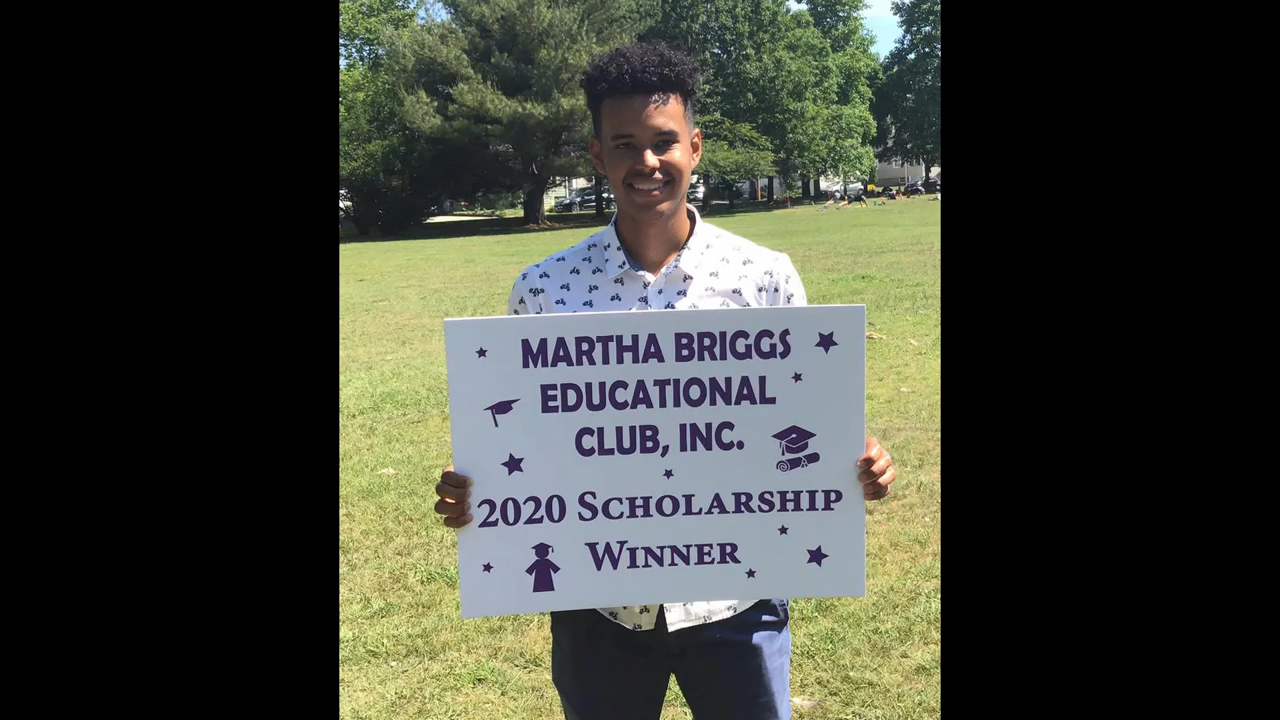 MARTHA BRIGGS
EDUCATIONAL
CLUB, INC.
2020 SCHOLARSHIP
WINNER